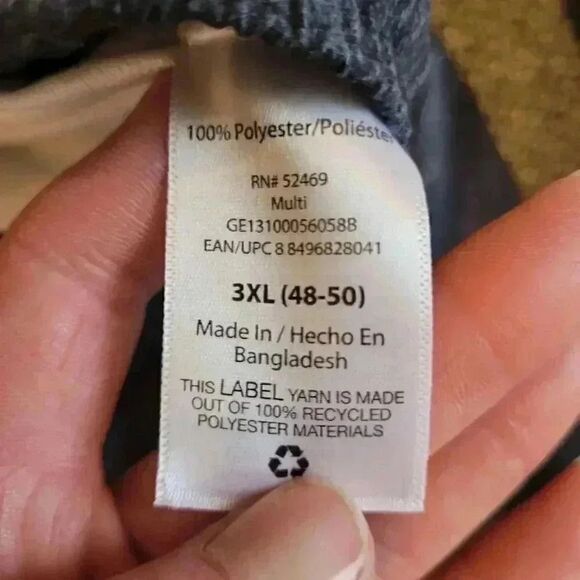 100% Polyester/Poliéster
RN# 52469
Multi
GE13100056058B
EAN/UPC 8 8496828041
3XL (48-50)
Made In / Hecho En
Bangladesh
THIS LABEL YARN IS MADE
OUT OF 100% RECYCLED
POLYESTER MATERIALS